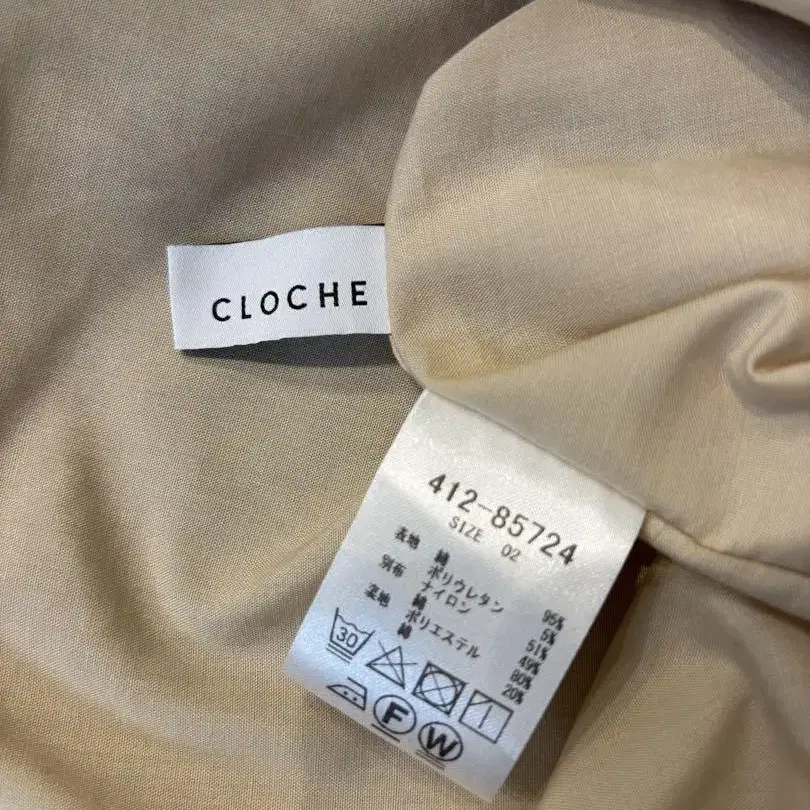 CLOCHE
412-85724
SIZE 02
表地 綿 95%
ポリウレタン 5%
別布 ナイロン 51%
綿 49%
裏地 ポリエステル 80%
綿 20%
30
F W